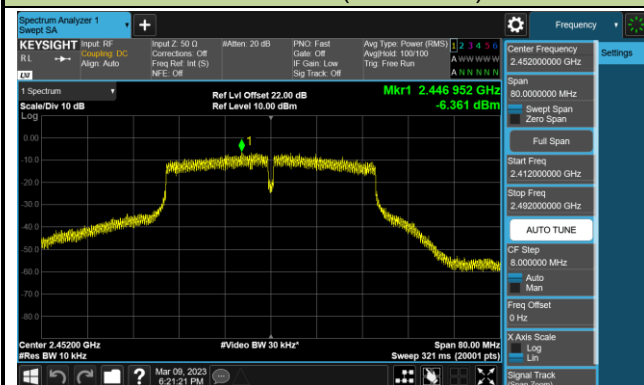 Spectrum Analyzer 1
Swept SA
Frequency
KEYSIGHT
RL
Input: RF
Coupling: DC
Align: Auto
Input Z: 50 Ω
Corrections: Off
Freq Ref: Int (S)
NFE: Off
#Atten: 20 dB
PNO: Fast
Gate: Off
IF Gain: Low
Sig Track: Off
Avg Type: Power (RMS)
Avg|Hold: 100/100
Trig: Free Run
1 2 3 4 5 6
A W W W W W
A N N N N N
LXI
1 Spectrum
Scale/Div 10 dB
Log
Ref Lvl Offset 22.00 dB
Ref Level 10.00 dBm
Mkr1 2.446 952 GHz
-6.361 dBm
1
0.00
-10.0
-20.0
-30.0
-40.0
-50.0
-60.0
-70.0
-80.0
Center 2.45200 GHz
#Res BW 10 kHz
#Video BW 30 kHz*
Span 80.00 MHz
Sweep 321 ms (20001 pts)
Mar 09, 2023
6:21:21 PM
?
Center Frequency
2.452000000 GHz
Settings
Span
80.0000000 MHz
Swept Span
Zero Span
Full Span
Start Freq
2.412000000 GHz
Stop Freq
2.492000000 GHz
AUTO TUNE
CF Step
8.000000 MHz
Auto
Man
Freq Offset
0 Hz
X Axis Scale
Log
Lin
Signal Track
(Span Zoom)